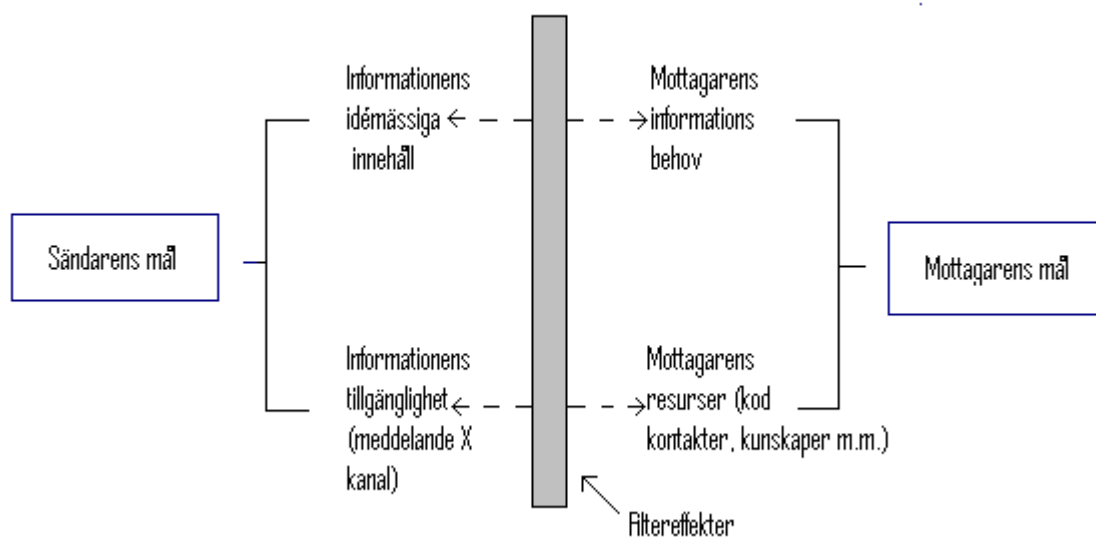 Informationens
idémässiga
innehåll
Mottagarens
informations
behov
Sändarens mål
Mottagarens mål
Informationens
tillgänglighet
(meddelande X
kanal)
Mottagarens
resurser (kod
kontakter, kunskaper m.m.)
Filtereffekter